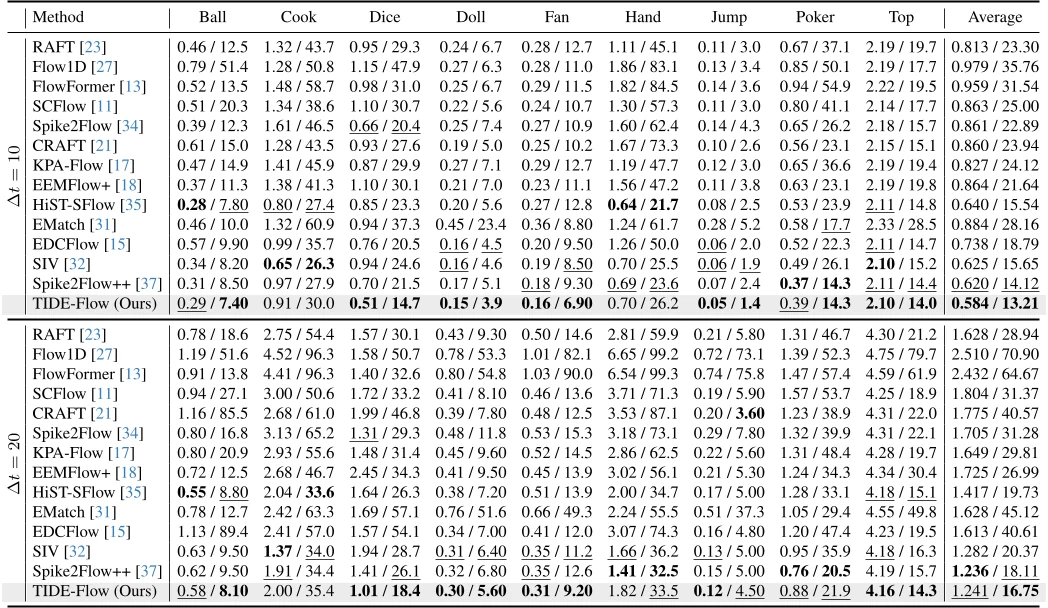 Method Ball Cook Dice Doll Fan Hand Jump Poker Top Average
Δt = 10
RAFT [23] 0.46 / 12.5 1.32 / 43.7 0.95 / 29.3 0.24 / 6.7 0.28 / 12.7 1.11 / 45.1 0.11 / 3.0 0.67 / 37.1 2.19 / 19.7 0.813 / 23.30
Flow1D [27] 0.79 / 51.4 1.28 / 50.8 1.15 / 47.9 0.27 / 6.3 0.28 / 11.0 1.86 / 83.1 0.13 / 3.4 0.85 / 50.1 2.19 / 17.7 0.979 / 35.76
FlowFormer [13] 0.52 / 13.5 1.48 / 58.7 0.98 / 31.0 0.25 / 6.7 0.29 / 11.5 1.82 / 84.5 0.14 / 3.6 0.94 / 54.9 2.22 / 19.5 0.959 / 31.54
SCFlow [11] 0.51 / 20.3 1.34 / 38.6 1.10 / 30.7 0.22 / 5.6 0.24 / 10.7 1.30 / 57.3 0.11 / 3.0 0.80 / 41.1 2.14 / 17.7 0.863 / 25.00
Spike2Flow [34] 0.39 / 12.3 1.61 / 46.5 0.66 / 20.4 0.25 / 7.4 0.27 / 10.9 1.60 / 62.4 0.14 / 4.3 0.65 / 26.2 2.18 / 15.7 0.861 / 22.89
CRAFT [21] 0.61 / 15.0 1.28 / 43.5 0.93 / 27.6 0.19 / 5.0 0.25 / 10.2 1.67 / 73.3 0.10 / 2.6 0.56 / 23.1 2.15 / 15.1 0.860 / 23.94
KPA-Flow [17] 0.47 / 14.9 1.41 / 45.9 0.87 / 29.9 0.27 / 7.1 0.29 / 12.7 1.19 / 47.7 0.12 / 3.0 0.65 / 36.6 2.19 / 19.4 0.827 / 24.12
EEMFlow+ [18] 0.37 / 11.3 1.38 / 41.3 1.10 / 30.1 0.21 / 7.0 0.23 / 11.1 1.56 / 47.2 0.11 / 3.8 0.63 / 23.1 2.19 / 19.8 0.864 / 21.64
HiST-SFlow [35] 0.28 / 7.80 0.80 / 27.4 0.85 / 23.3 0.20 / 5.6 0.27 / 12.8 0.64 / 21.7 0.08 / 2.5 0.53 / 23.9 2.11 / 14.8 0.640 / 15.54
EMatch [31] 0.46 / 10.0 1.32 / 60.9 0.94 / 37.3 0.45 / 23.4 0.36 / 8.80 1.24 / 61.7 0.28 / 5.2 0.58 / 17.7 2.33 / 28.5 0.884 / 28.16
EDCFlow [15] 0.57 / 9.90 0.99 / 35.7 0.76 / 20.5 0.16 / 4.5 0.20 / 9.50 1.26 / 50.0 0.06 / 2.0 0.52 / 22.3 2.11 / 14.7 0.738 / 18.79
SIV [32] 0.34 / 8.20 0.65 / 26.3 0.94 / 24.6 0.16 / 4.6 0.19 / 8.50 0.70 / 25.5 0.06 / 1.9 0.49 / 26.1 2.10 / 15.2 0.625 / 15.65
Spike2Flow++ [37] 0.31 / 8.50 0.97 / 27.9 0.70 / 21.5 0.17 / 5.1 0.18 / 9.30 0.69 / 23.6 0.07 / 2.4 0.37 / 14.3 2.11 / 14.4 0.620 / 14.12
TIDE-Flow (Ours) 0.29 / 7.40 0.91 / 30.0 0.51 / 14.7 0.15 / 3.9 0.16 / 6.90 0.70 / 26.2 0.05 / 1.4 0.39 / 14.3 2.10 / 14.0 0.584 / 13.21
Δt = 20
RAFT [23] 0.78 / 18.6 2.75 / 54.4 1.57 / 30.1 0.43 / 9.30 0.50 / 14.6 2.81 / 59.9 0.21 / 5.80 1.31 / 46.7 4.30 / 21.2 1.628 / 28.94
Flow1D [27] 1.19 / 51.6 4.52 / 96.3 1.58 / 50.7 0.78 / 53.3 1.01 / 82.1 6.65 / 99.2 0.72 / 73.1 1.39 / 52.3 4.75 / 79.7 2.510 / 70.90
FlowFormer [13] 0.91 / 13.8 4.41 / 96.3 1.40 / 32.6 0.80 / 54.8 1.03 / 90.0 6.54 / 99.3 0.74 / 75.8 1.47 / 57.4 4.59 / 61.9 2.432 / 64.67
SCFlow [11] 0.94 / 27.1 3.00 / 50.6 1.72 / 33.2 0.41 / 8.10 0.46 / 13.6 3.71 / 71.3 0.19 / 5.90 1.57 / 53.7 4.25 / 18.9 1.804 / 31.37
CRAFT [21] 1.16 / 85.5 2.68 / 61.0 1.99 / 46.8 0.39 / 7.80 0.48 / 12.5 3.53 / 87.1 0.20 / 3.60 1.23 / 38.9 4.31 / 22.0 1.775 / 40.57
Spike2Flow [34] 0.80 / 16.8 3.13 / 65.2 1.31 / 29.3 0.48 / 11.8 0.53 / 15.3 3.18 / 73.1 0.29 / 7.80 1.32 / 39.9 4.31 / 22.1 1.705 / 31.28
KPA-Flow [17] 0.80 / 20.9 2.93 / 55.6 1.48 / 31.4 0.45 / 9.60 0.52 / 14.5 2.86 / 62.5 0.22 / 5.60 1.31 / 48.4 4.28 / 19.7 1.649 / 29.81
EEMFlow+ [18] 0.72 / 12.5 2.68 / 46.7 2.45 / 34.3 0.41 / 9.50 0.45 / 13.9 3.02 / 56.1 0.21 / 5.30 1.24 / 34.3 4.34 / 30.4 1.725 / 26.99
HiST-SFlow [35] 0.55 / 8.80 2.04 / 33.6 1.64 / 26.3 0.38 / 7.20 0.51 / 13.9 2.00 / 34.7 0.17 / 5.00 1.28 / 33.1 4.18 / 15.1 1.417 / 19.73
EMatch [31] 0.78 / 12.7 2.42 / 63.3 1.69 / 57.1 0.76 / 51.6 0.66 / 49.3 2.24 / 55.5 0.51 / 37.3 1.05 / 29.4 4.55 / 49.8 1.628 / 45.12
EDCFlow [15] 1.13 / 89.4 2.41 / 57.0 1.57 / 54.1 0.34 / 7.00 0.41 / 12.0 3.07 / 74.3 0.16 / 4.80 1.20 / 47.4 4.23 / 19.5 1.613 / 40.61
SIV [32] 0.63 / 9.50 1.37 / 34.0 1.94 / 28.7 0.31 / 6.40 0.35 / 11.2 1.66 / 36.2 0.13 / 5.00 0.95 / 35.9 4.18 / 16.3 1.282 / 20.37
Spike2Flow++ [37] 0.62 / 9.50 1.91 / 34.4 1.41 / 26.1 0.32 / 6.80 0.35 / 12.6 1.41 / 32.5 0.15 / 5.00 0.76 / 20.5 4.19 / 15.7 1.236 / 18.11
TIDE-Flow (Ours) 0.58 / 8.10 2.00 / 35.4 1.01 / 18.4 0.30 / 5.60 0.31 / 9.20 1.82 / 33.5 0.12 / 4.50 0.88 / 21.9 4.16 / 14.3 1.241 / 16.75